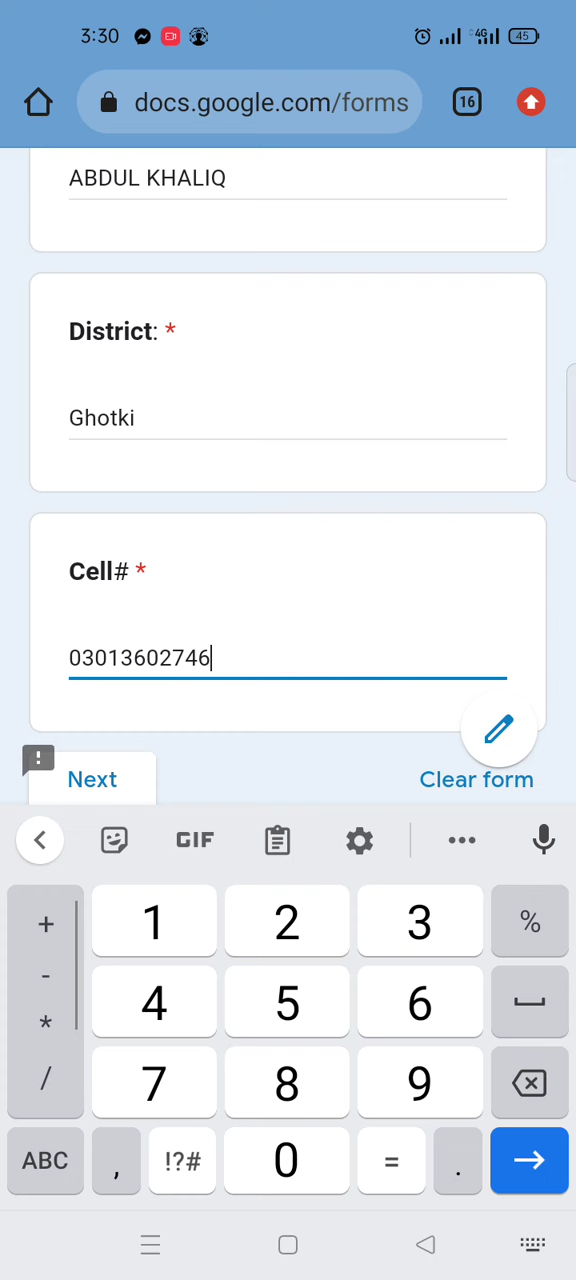 3:30
4G
45
docs.google.com/forms
16
ABDUL KHALIQ
District: *
Ghotki
Cell# *
03013602746
!
Next
Clear form
GIF
+ 1 2 3 %
- 4 5 6
*
/ 7 8 9
ABC , !?# 0 = .